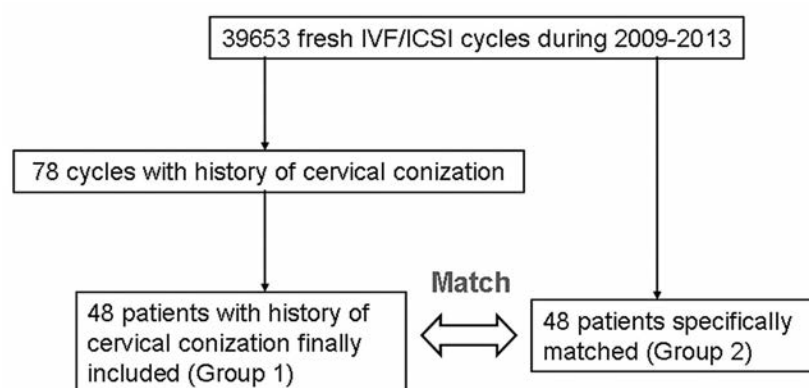 39653 fresh IVF/ICSI cycles during 2009-2013
78 cycles with history of cervical conization
Match
48 patients with history of
cervical conization finally
included (Group 1)
48 patients specifically
matched (Group 2)